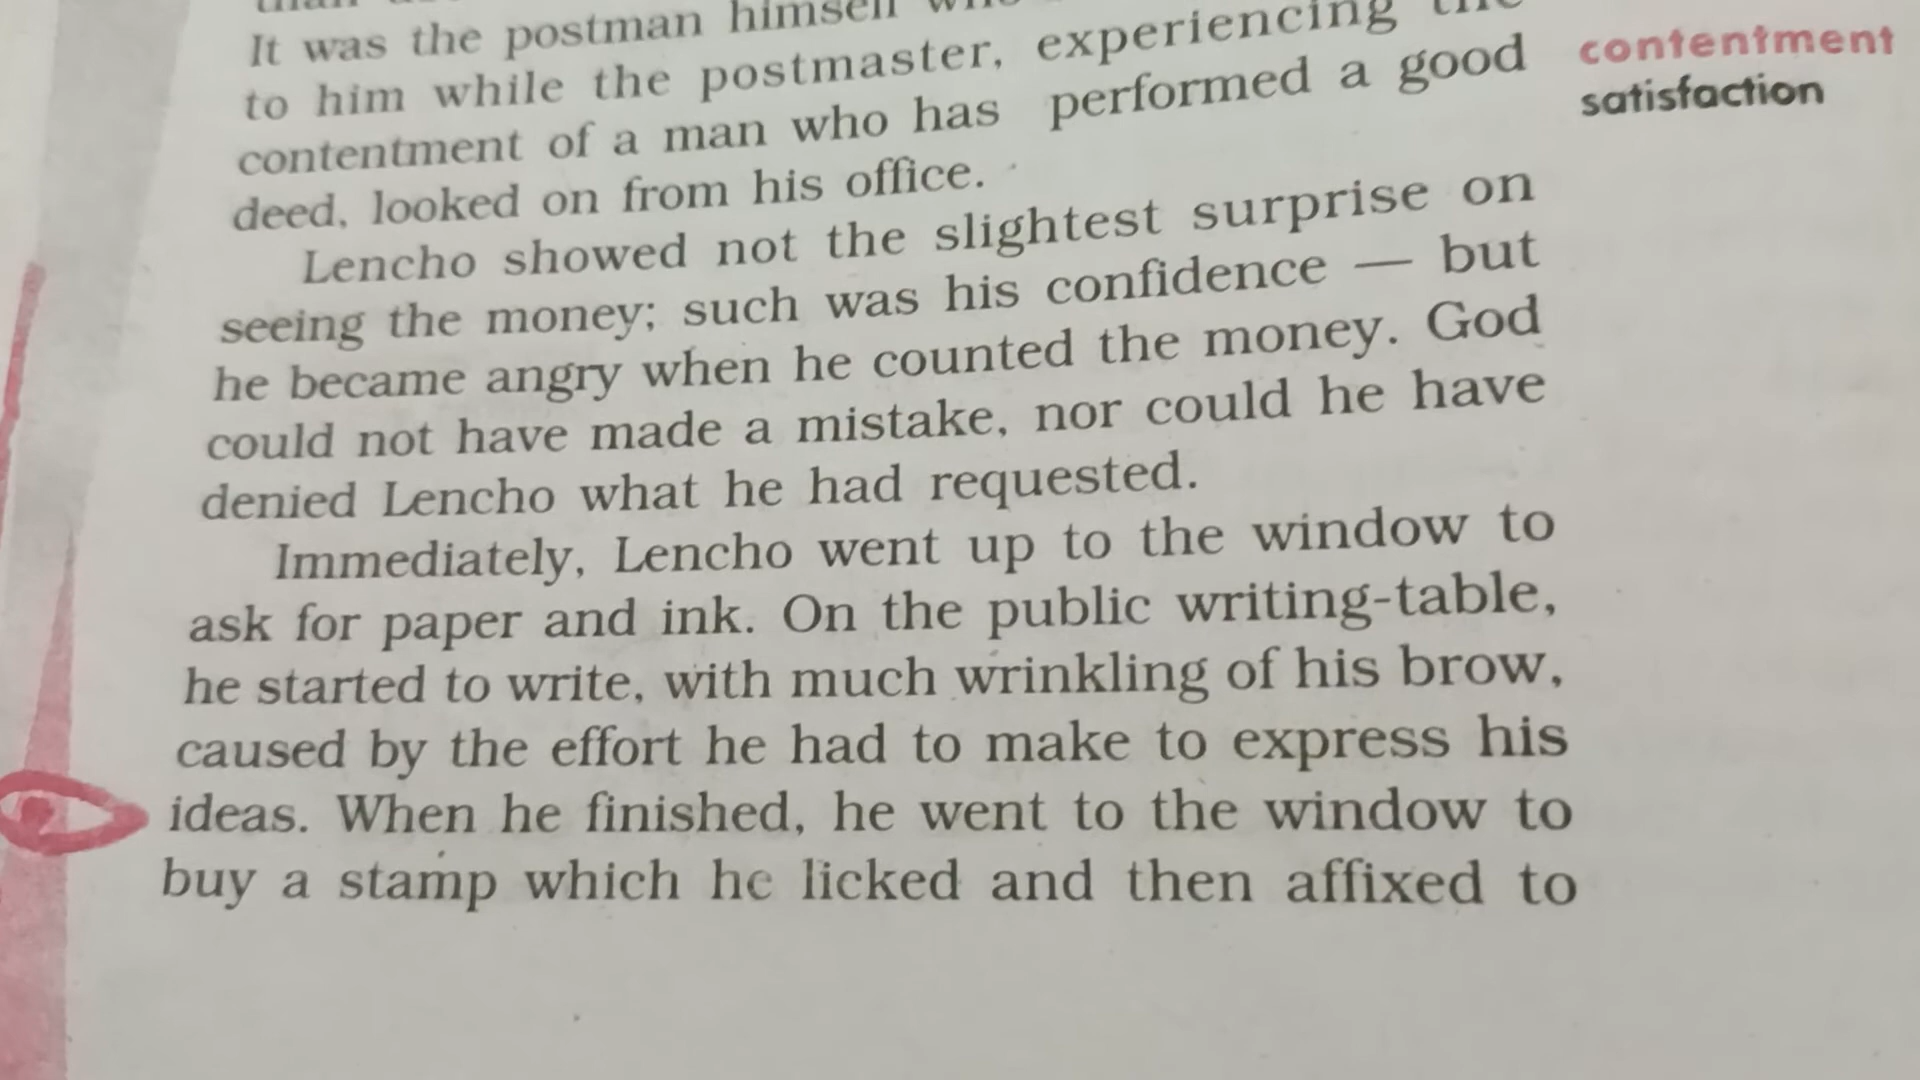 It was the postman himself
to him while the postmaster, experiencing
contentment of a man who has performed a good
deed, looked on from his office.
contentment
satisfaction
Lencho showed not the slightest surprise on
seeing the money; such was his confidence — but
he became angry when he counted the money. God
could not have made a mistake, nor could he have
denied Lencho what he had requested.
Immediately, Lencho went up to the window to
ask for paper and ink. On the public writing-table,
he started to write, with much wrinkling of his brow,
caused by the effort he had to make to express his
ideas. When he finished, he went to the window to
buy a stamp which he licked and then affixed to